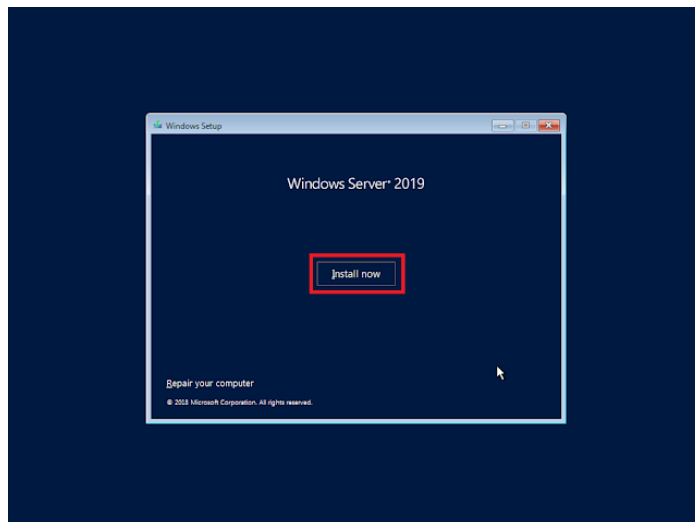 Windows Setup
Windows Server® 2019
Install now
Repair your computer
© 2018 Microsoft Corporation. All rights reserved.